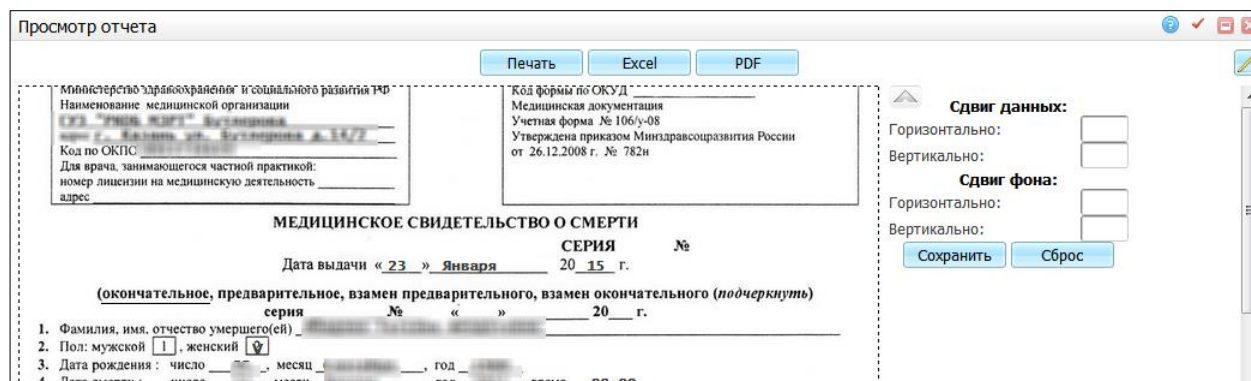 Просмотр отчета
Печать Excel PDF
Министерство здравоохранения и социального развития РФ
Наименование медицинской организации
Код по ОКПО
Для врача, занимающегося частной практикой:
номер лицензии на медицинскую деятельность
адрес
Код формы по ОКУД
Медицинская документация
Учетная форма № 106/у-08
Утверждена приказом Минздравсоцразвития России
от 26.12.2008 г. № 782н
Сдвиг данных:
Горизонтально:
Вертикально:
Сдвиг фона:
Горизонтально:
Вертикально:
Сохранить Сброс
МЕДИЦИНСКОЕ СВИДЕТЕЛЬСТВО О СМЕРТИ
СЕРИЯ №
Дата выдачи « 23 » Января 20 15 г.
(окончательное, предварительное, взамен предварительного, взамен окончательного (подчеркнуть)
серия № « » 20 г.
1. Фамилия, имя, отчество умершего(ей)
2. Пол: мужской 1 , женский 2
3. Дата рождения : число , месяц , год